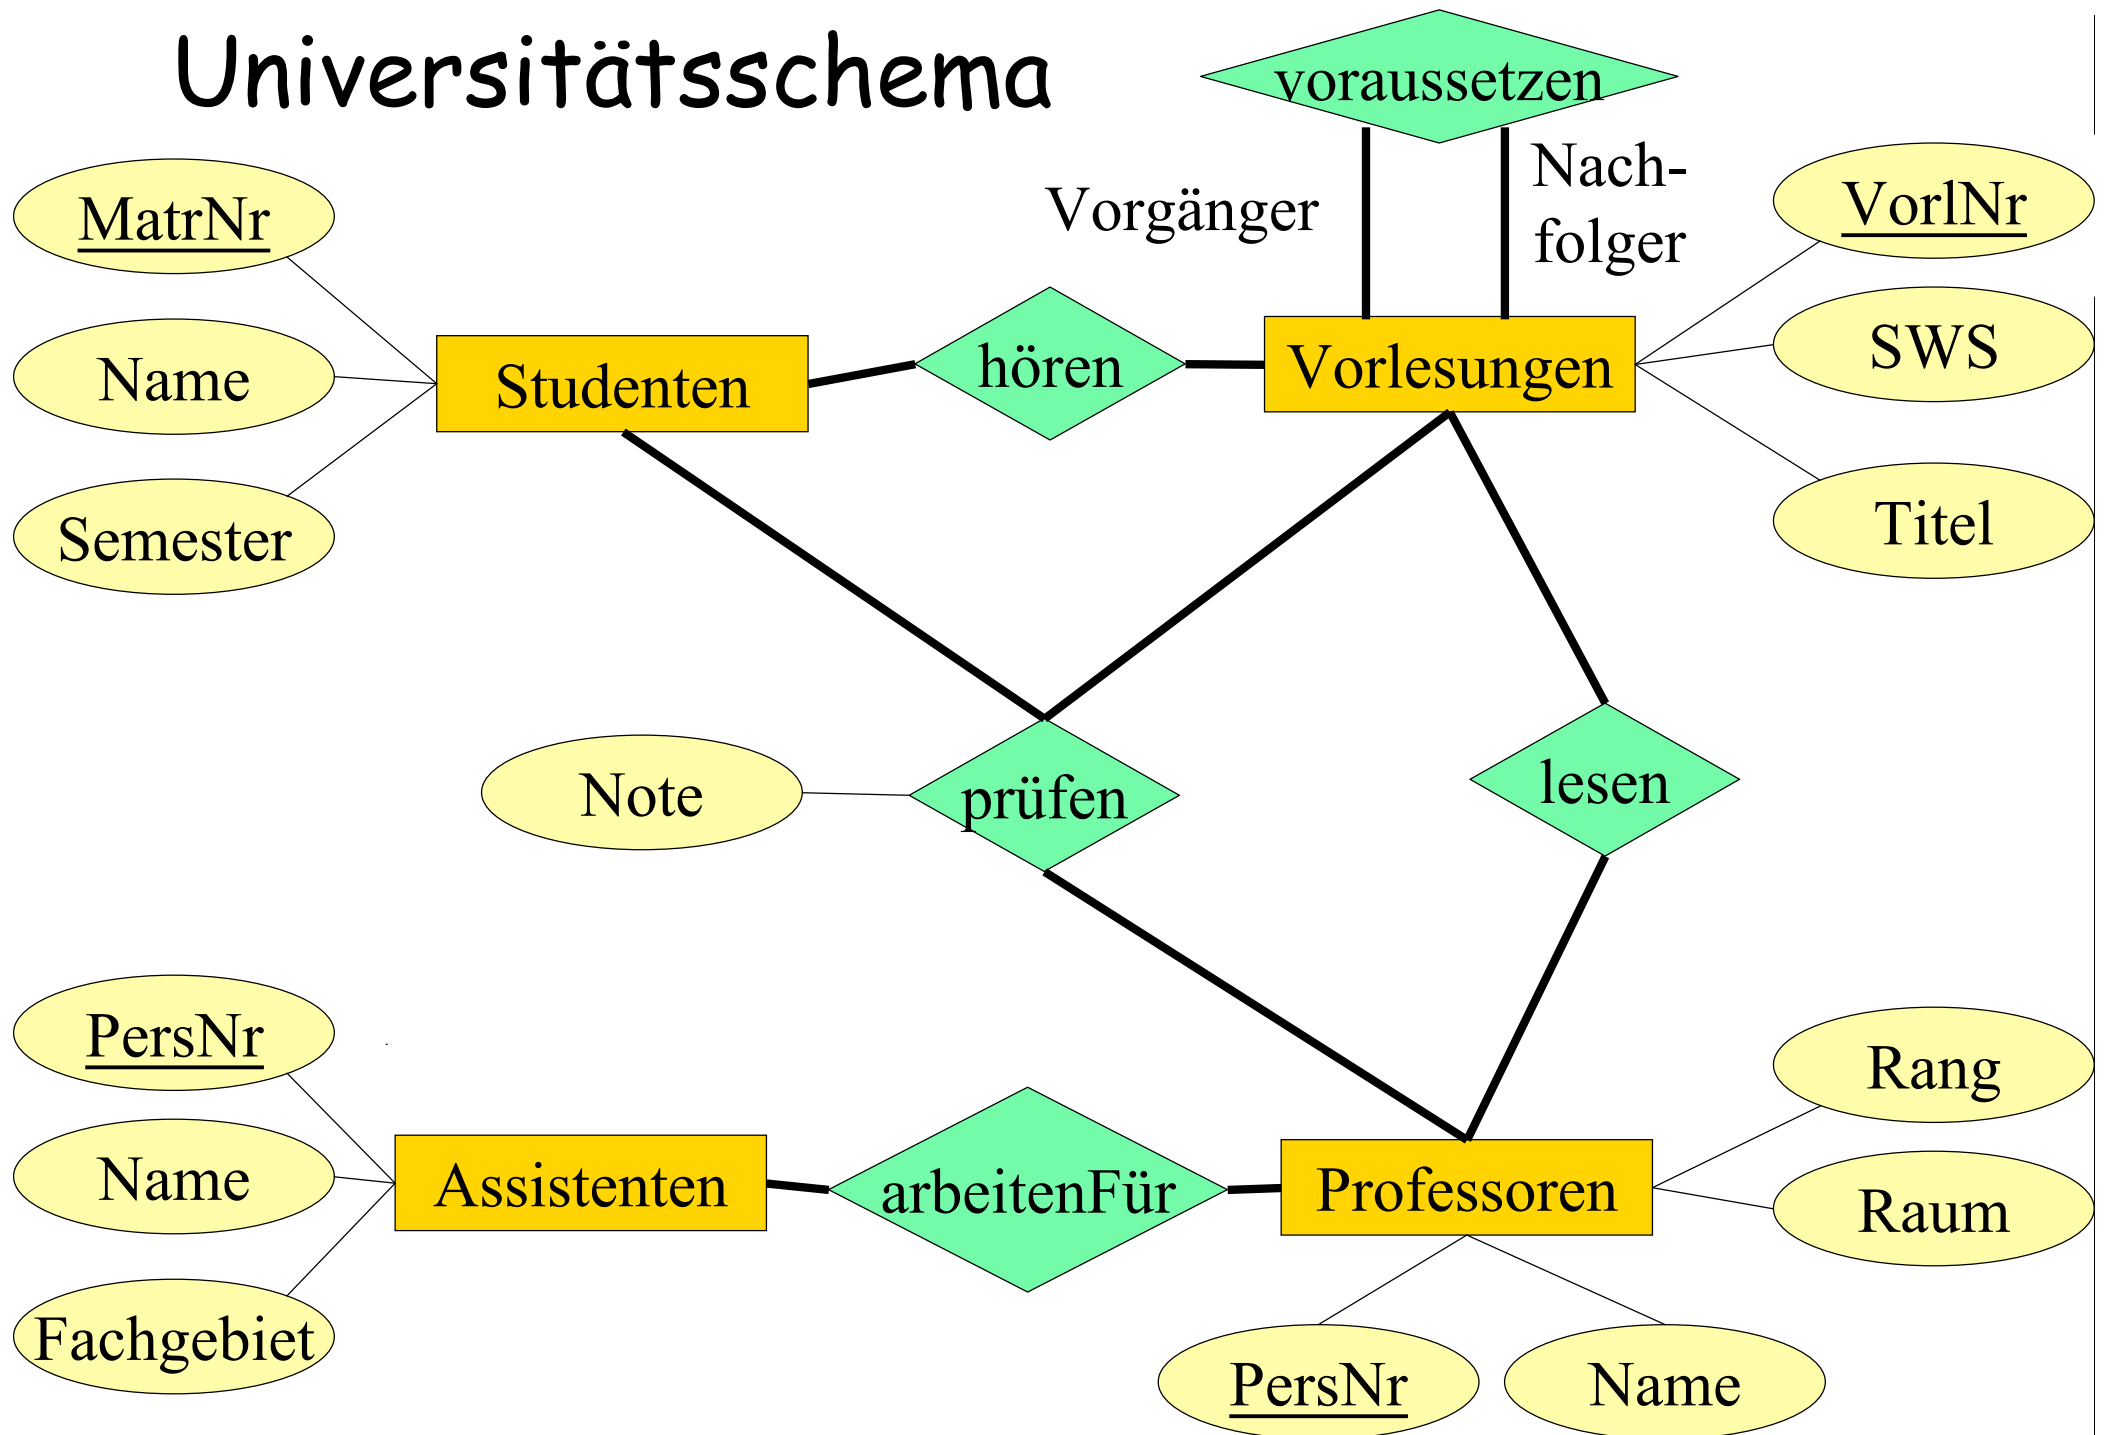 Universitätsschema
voraussetzen
Vorgänger
Nach-
folger
MatrNr
Name
Semester
Studenten
hören
Vorlesungen
VorlNr
SWS
Titel
Note
prüfen
lesen
PersNr
Name
Fachgebiet
Assistenten
arbeitenFür
Professoren
Rang
Raum
PersNr
Name